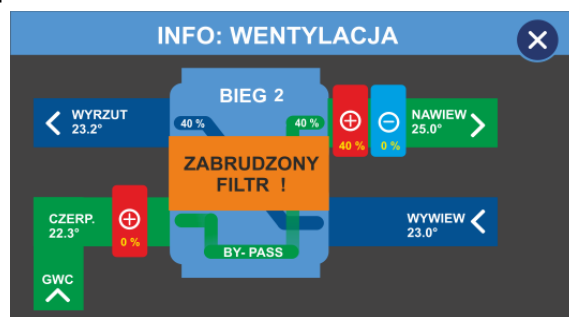 INFO: WENTYLACJA
BIEG 2
WYRZUT
23.2°
40 %
40 %
40 %
0 %
NAWIEW
25.0°
ZABRUDZONY
FILTR !
CZERP.
22.3°
0 %
WYWIEW
23.0°
BY- PASS
GWC